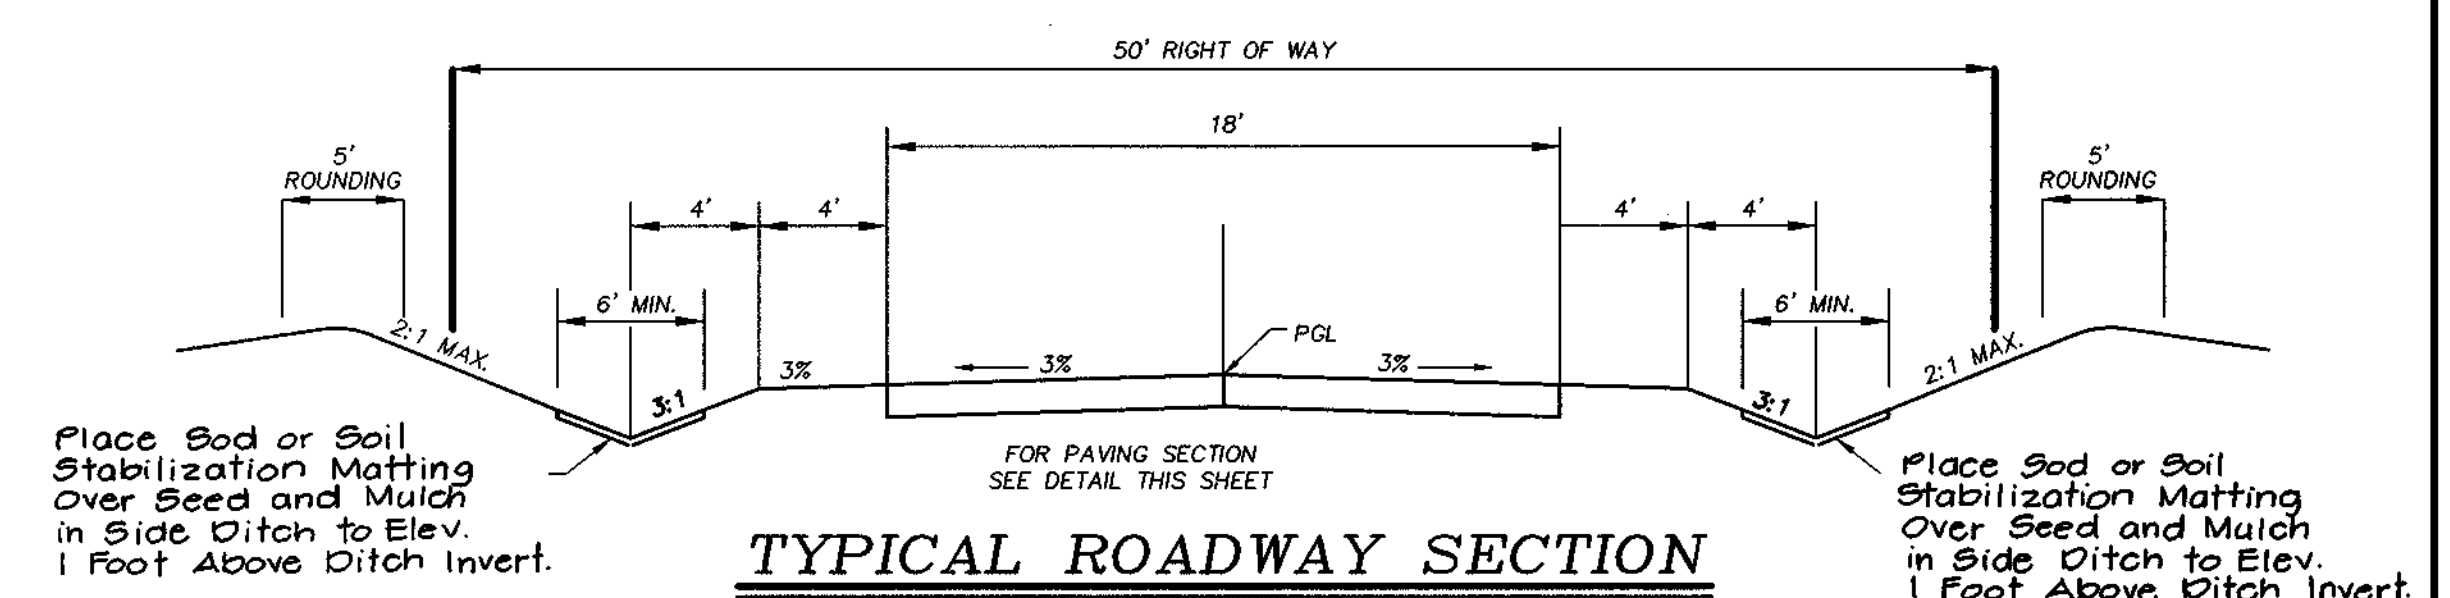 50' RIGHT OF WAY
18'
5'
ROUNDING
5'
ROUNDING
4'
4'
4'
4'
6' MIN.
6' MIN.
PGL
2:1 MAX.
3:1
3%
3%
3%
3:1
2:1 MAX.
FOR PAVING SECTION
SEE DETAIL THIS SHEET
Place Sod or Soil
Stabilization Matting
Over Seed and Mulch
in Side Ditch to Elev.
1 Foot Above Ditch Invert.
Place Sod or Soil
Stabilization Matting
Over Seed and Mulch
in Side Ditch to Elev.
1 Foot Above Ditch Invert.
TYPICAL ROADWAY SECTION